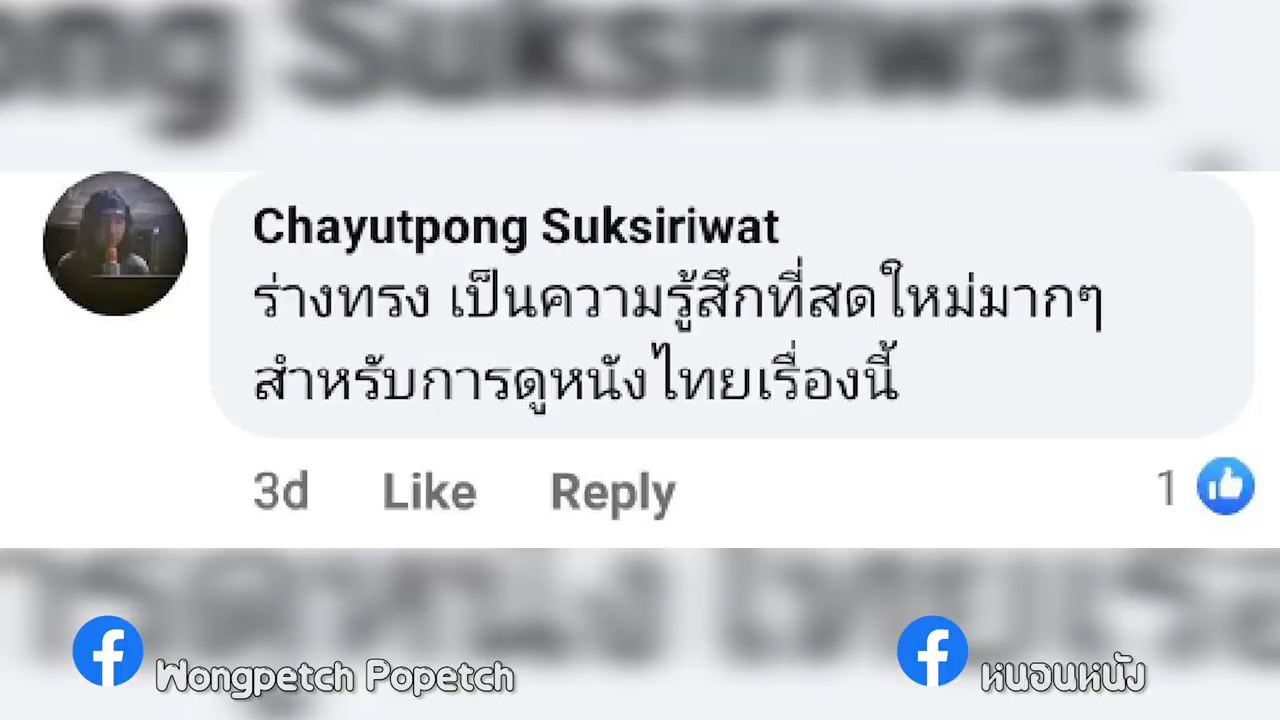 Chayutpong Suksiriwat
ร่างทรง เป็นความรู้สึกที่สดใหม่มากๆ
สำหรับการดูหนังไทยเรื่องนี้
3d Like Reply 1
Wongpetch Popetch
หนอนหนัง